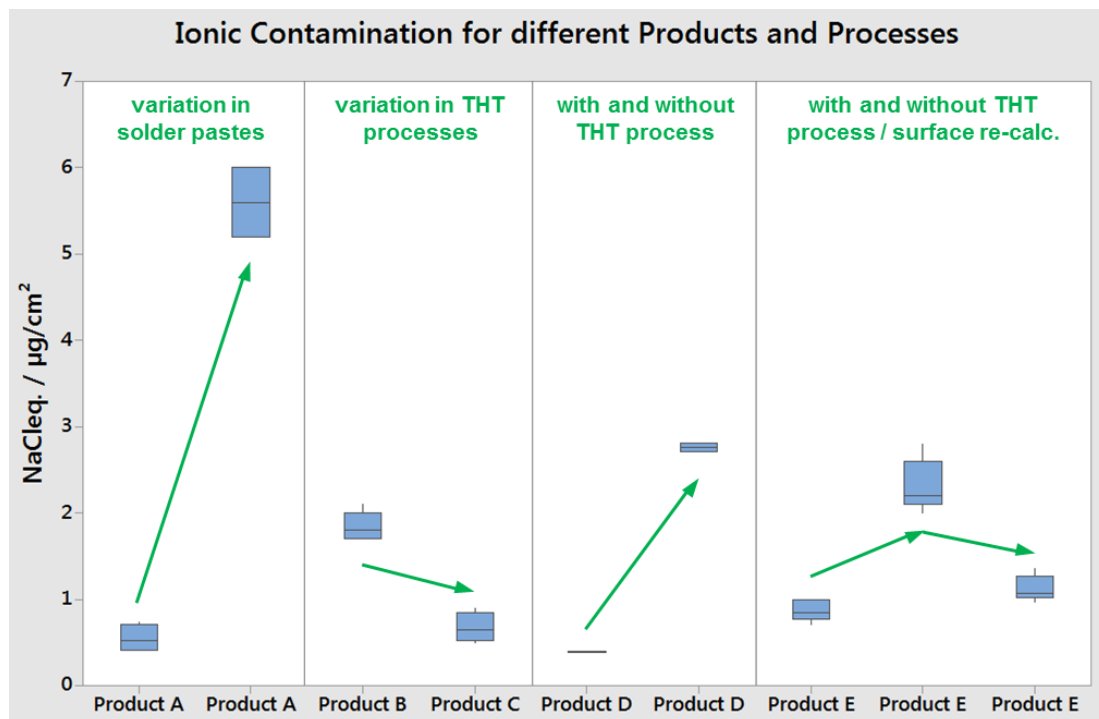 Ionic Contamination for different Products and Processes
NaCleq. / µg/cm²
7
6
5
4
3
2
1
0
variation in
solder pastes
variation in THT
processes
with and without
THT process
with and without THT
process / surface re-calc.
Product A Product A Product B Product C Product D Product D Product E Product E Product E